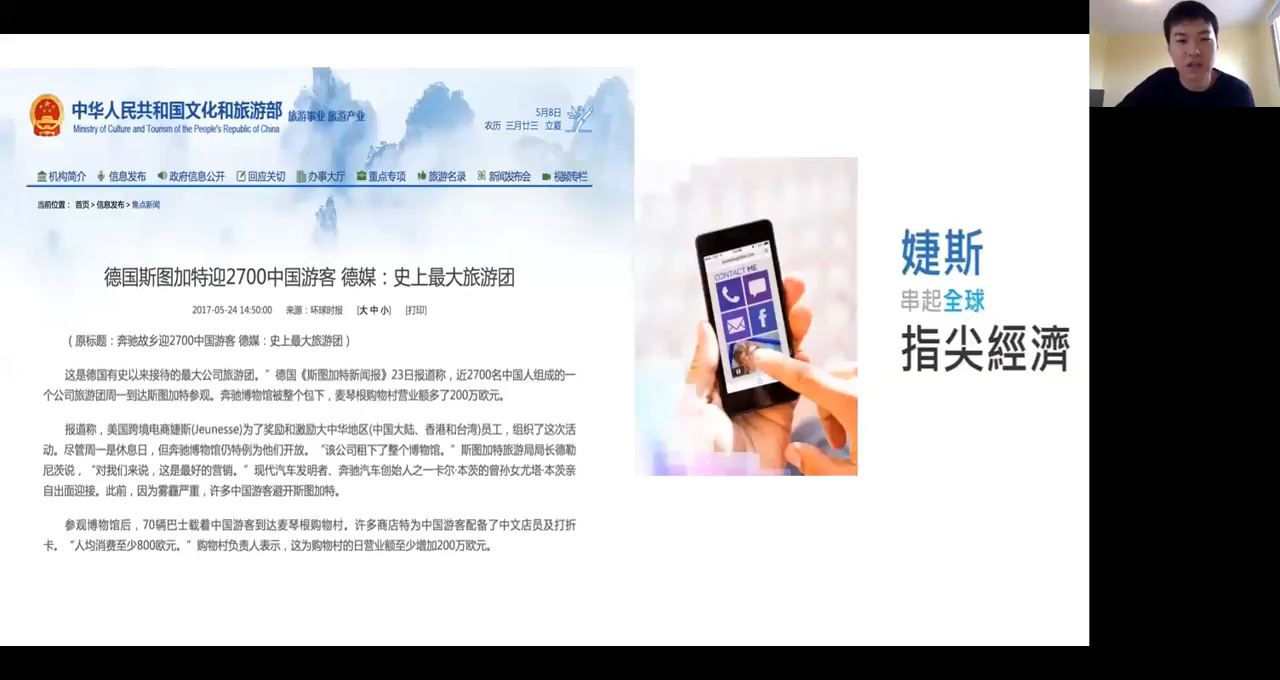 中华人民共和国文化和旅游部
Ministry of Culture and Tourism of the People's Republic of China
旅游事业 旅游产业
5月8日
农历 三月廿三 立夏
机构简介 信息发布 政府信息公开 回应关切 办事大厅 重点专项 旅游名录 新闻发布会 视频专栏
当前位置： 首页 > 信息发布 > 焦点新闻
德国斯图加特迎2700中国游客 德媒：史上最大旅游团
2017-05-24 14:50:00 来源：环球时报 [大 中 小] [打印]
（ 原标题：奔驰故乡迎2700中国游客 德媒：史上最大旅游团 ）
这是德国有史以来接待的最大公司旅游团。”德国《斯图加特新闻报》23日报道称，近2700名中国人组成的一
个公司旅游团周一到达斯图加特参观。奔驰博物馆被整个包下，麦琴根购物村营业额多了200万欧元。
报道称，美国跨境电商婕斯(Jeunesse)为了奖励和激励大中华地区(中国大陆、香港和台湾)员工，组织了这次活
动。尽管周一是休息日，但奔驰博物馆仍特例为他们开放。“该公司租下了整个博物馆。”斯图加特旅游局局长德勒
尼茨说，“对我们来说，这是最好的营销。”现代汽车发明者、奔驰汽车创始人之一卡尔·本茨的曾孙女尤塔·本茨亲
自出面迎接。此前，因为雾霾严重，许多中国游客避开斯图加特。
参观博物馆后，70辆巴士载着中国游客到达麦琴根购物村。许多商店特为中国游客配备了中文店员及打折
卡。“人均消费至少800欧元。”购物村负责人表示，这为购物村的日营业额至少增加200万欧元。
CONTACT ME
婕斯
串起全球
指尖經濟